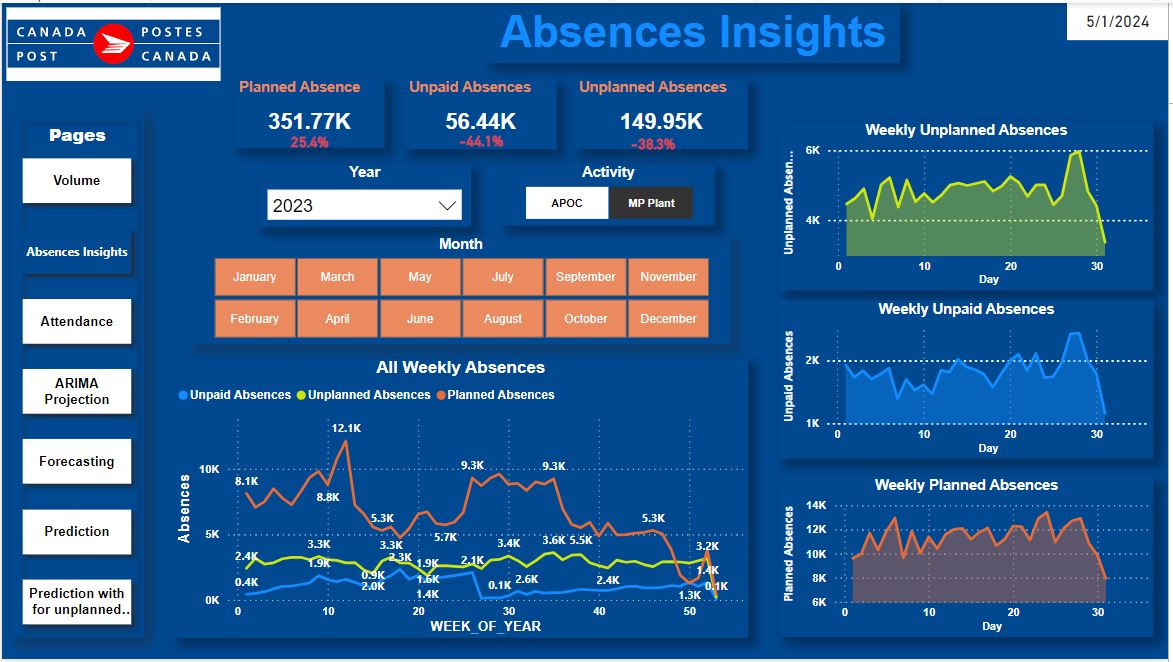 CANADA POSTES
POST CANADA
Absences Insights
5/1/2024
Planned Absence
351.77K
25.4%
Unpaid Absences
56.44K
-44.1%
Unplanned Absences
149.95K
-38.3%
Pages
Volume
Absences Insights
Attendance
ARIMA
Projection
Forecasting
Prediction
Prediction with
for unplanned..
Year
2023
Activity
APOC
MP Plant
Month
January March May July September November
February April June August October December
All Weekly Absences
Unpaid Absences Unplanned Absences Planned Absences
Absences
10K
5K
0K
12.1K
8.1K
8.8K
9.3K
9.3K
5.3K
5.7K
5.3K
5.5K
3.2K
2.4K
3.3K
3.3K
1.9K
3.4K
3.6K
2.1K
2.6K
2.4K
1.4K
0.4K
1.9K
0.9K
2.0K
2.3K
1.6K
1.4K
0.1K
1.3K
0.1K
0 10 20 30 40 50
WEEK_OF_YEAR
Weekly Unplanned Absences
Unplanned Absen...
6K
4K
0 10 20 30
Day
Weekly Unpaid Absences
Unpaid Absences
2K
1K
0 10 20 30
Day
Weekly Planned Absences
Planned Absences
14K
12K
10K
8K
6K
0 10 20 30
Day